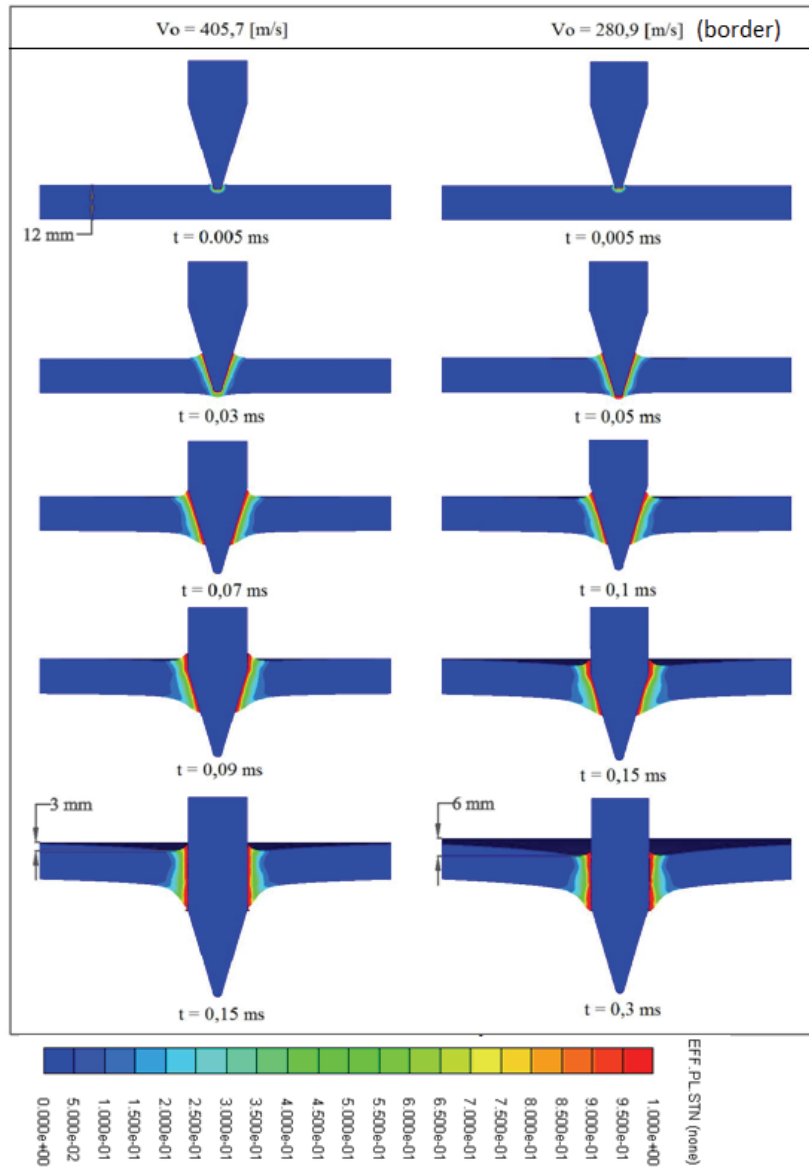 Vo = 405,7 [m/s] Vo = 280,9 [m/s] (border)
12 mm
t = 0.005 ms t = 0,005 ms
t = 0,03 ms t = 0,05 ms
t = 0,07 ms t = 0,1 ms
t = 0,09 ms t = 0,15 ms
3 mm 6 mm
t = 0,15 ms t = 0,3 ms
EFF.PL.STN (none)
0.000e+00
5.000e-02
1.000e-01
1.500e-01
2.000e-01
2.500e-01
3.000e-01
3.500e-01
4.000e-01
4.500e-01
5.000e-01
5.500e-01
6.000e-01
6.500e-01
7.000e-01
7.500e-01
8.000e-01
8.500e-01
9.000e-01
9.500e-01
1.000e+00